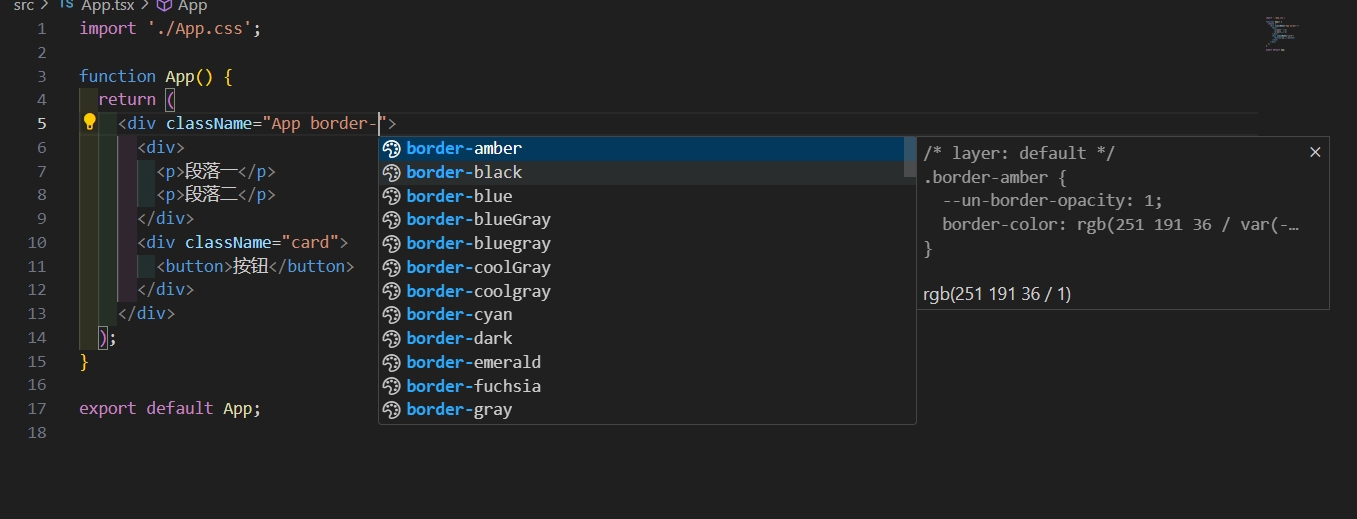 src > TS App.tsx > App
1 import './App.css';
2
3 function App() {
4   return (
5     <div className="App border-">
6       <div>
7         <p>段落一</p>
8         <p>段落二</p>
9       </div>
10       <div className="card">
11         <button>按钮</button>
12       </div>
13     </div>
14   );
15 }
16
17 export default App;
18
border-amber
border-black
border-blue
border-blueGray
border-bluegray
border-coolGray
border-coolgray
border-cyan
border-dark
border-emerald
border-fuchsia
border-gray
/* layer: default */
.border-amber {
  --un-border-opacity: 1;
  border-color: rgb(251 191 36 / var(-…
}
rgb(251 191 36 / 1)